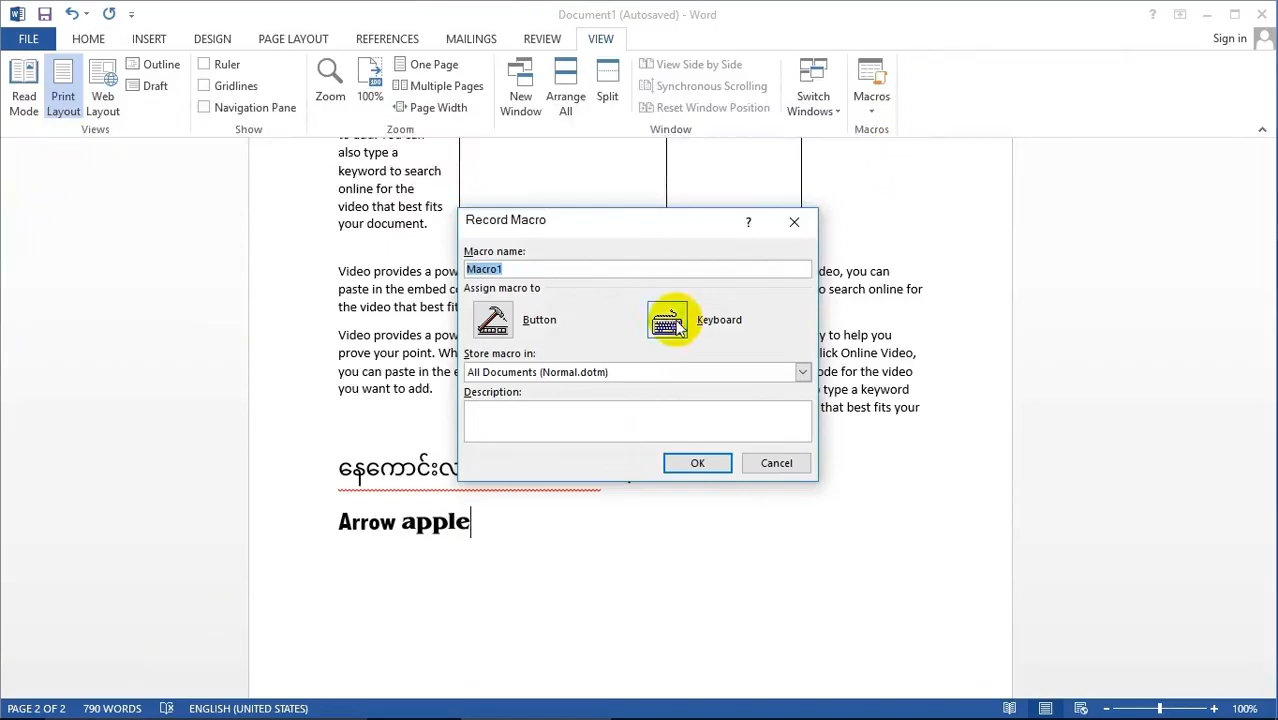 Document1 (Autosaved) - Word
FILE HOME INSERT DESIGN PAGE LAYOUT REFERENCES MAILINGS REVIEW VIEW Sign in
Read Mode
Print Layout
Web Layout
Outline
Draft
Views
Ruler
Gridlines
Navigation Pane
Show
Zoom
100%
One Page
Multiple Pages
Page Width
Zoom
New Window
Arrange All
Split
View Side by Side
Synchronous Scrolling
Reset Window Position
Window
Switch Windows
Macros
Macros
also type a
keyword to search
online for the
video that best fits
your document.
Video provides a pow
deo, you can
paste in the embed co
o search online for
the video that best fit
Video provides a pow
y to help you
prove your point. Wh
lick Online Video,
you can paste in the e
ode for the video
you want to add.
o type a keyword
that best fits your
နေကောင်းလ
Arrow apple
Record Macro
Macro name:
Macro1
Assign macro to
Button
Keyboard
Store macro in:
All Documents (Normal.dotm)
Description:
OK Cancel
PAGE 2 OF 2 790 WORDS ENGLISH (UNITED STATES) 100%